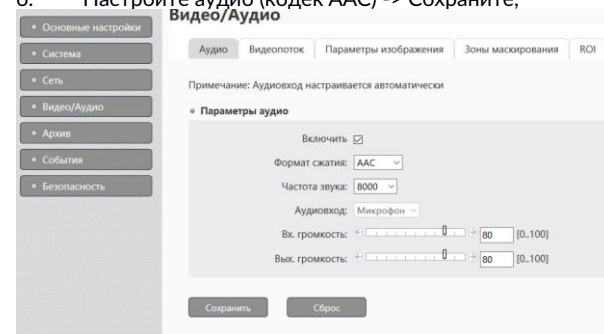 6. Настройте аудио (кодек AAC) -> Сохраните;
Видео/Аудио
Основные настройки
Система
Сеть
Видео/Аудио
Архив
События
Безопасность
Аудио Видеопоток Параметры изображения Зоны маскирования ROI
Примечание: Аудиовход настраивается автоматически
Параметры аудио
Включить
Формат сжатия: AAC
Частота звука: 8000
Аудиовход: Микрофон
Вх. громкость: 80 [0..100]
Вых. громкость: 80 [0..100]
Сохранить Сброс